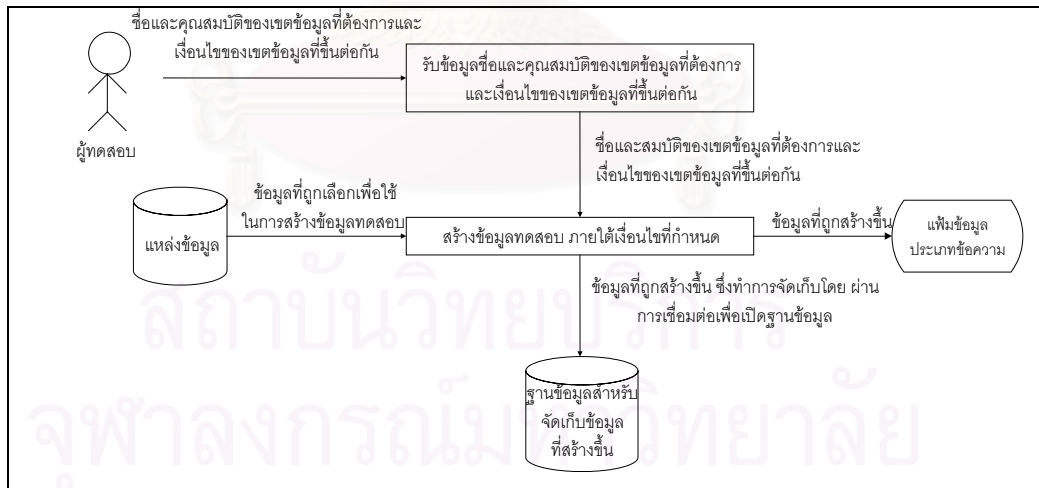 ชื่อและคุณสมบัติของเขตข้อมูลที่ต้องการและ
เงื่อนไขของเขตข้อมูลที่ขึ้นต่อกัน
รับข้อมูลชื่อและคุณสมบัติของเขตข้อมูลที่ต้องการ
และเงื่อนไขของเขตข้อมูลที่ขึ้นต่อกัน
ผู้ทดสอบ
ชื่อและสมบัติของเขตข้อมูลที่ต้องการและ
เงื่อนไขของเขตข้อมูลที่ขึ้นต่อกัน
แหล่งข้อมูล
ข้อมูลที่ถูกเลือกเพื่อใช้
ในการสร้างข้อมูลทดสอบ
สร้างข้อมูลทดสอบ ภายใต้เงื่อนไขที่กำหนด
ข้อมูลที่ถูกสร้างขึ้น
แฟ้มข้อมูล
ประเภทข้อความ
ข้อมูลที่ถูกสร้างขึ้น ซึ่งทำการจัดเก็บโดย ผ่าน
การเชื่อมต่อเพื่อเปิดฐานข้อมูล
ฐานข้อมูลสำหรับ
จัดเก็บข้อมูล
ที่สร้างขึ้น
สถาบันวิทยบริการ
จุฬาลงกรณ์มหาวิทยาลัย